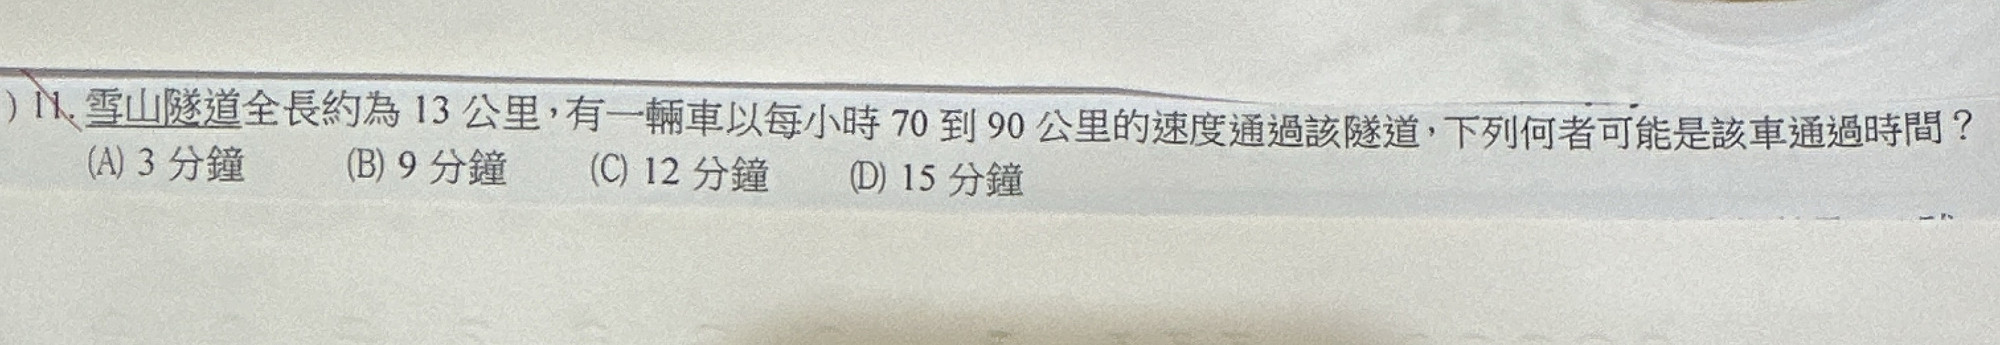 )11. 雪山隧道全長約為 13 公里，有一輛車以每小時 70 到 90 公里的速度通過該隧道，下列何者可能是該車通過時間？
(A) 3 分鐘 (B) 9 分鐘 (C) 12 分鐘 (D) 15 分鐘